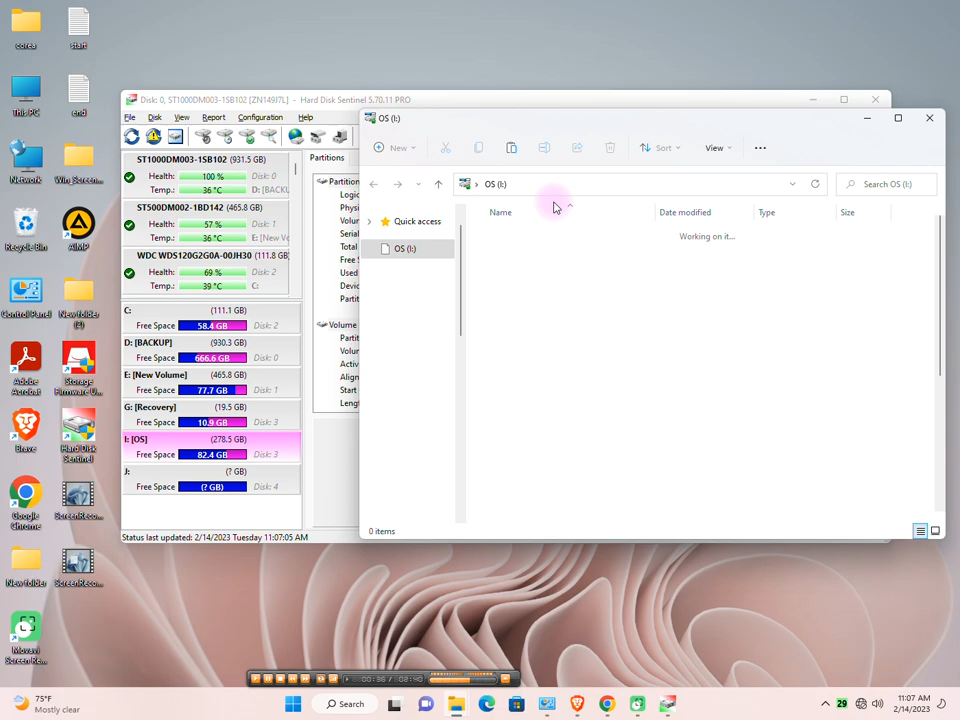 corea
start
This PC
end
Network
Win_Screen...
Recycle Bin
AIMP
Control Panel
New folder (2)
Adobe Acrobat
Storage Firmware U...
Brave
Hard Disk Sentinel
Google Chrome
ScreenReco...
New folder
ScreenReco...
Movavi Screen Re...
Disk: 0, ST1000DM003-1SB102 [ZN149J7L] - Hard Disk Sentinel 5.70.11 PRO
File Disk View Report Configuration Help
ST1000DM003-1SB102 (931.5 GB)
Health: 100 % Disk: 0
Temp.: 36 °C D: [BACKU
ST500DM002-1BD142 (465.8 GB)
Health: 57 % Disk: 1
Temp.: 36 °C E: [New Vo
WDC WDS120G2G0A-00JH30 (111.8 GB)
Health: 69 % Disk: 2
Temp.: 39 °C C:
C: (111.1 GB)
Free Space 58.4 GB Disk: 2
D: [BACKUP] (930.3 GB)
Free Space 666.6 GB Disk: 0
E: [New Volume] (465.8 GB)
Free Space 77.7 GB Disk: 1
G: [Recovery] (19.5 GB)
Free Space 10.9 GB Disk: 3
I: [OS] (278.5 GB)
Free Space 82.4 GB Disk: 3
J: (? GB)
Free Space (? GB) Disk: 4
Status last updated: 2/14/2023 Tuesday 11:07:05 AM
Partitions
Partition
Logic
Physi
Volu
Serial
Total
Free S
Used
Devic
Partit
Volume
Partit
Volun
Activ
Align
Start
Lengt
OS (I:)
New Sort View
OS (I:)
Search OS (I:)
Quick access
OS (I:)
Name Date modified Type Size
Working on it...
0 items
00:36 / 02:40
75°F
Mostly clear
Search
29
11:07 AM
2/14/2023